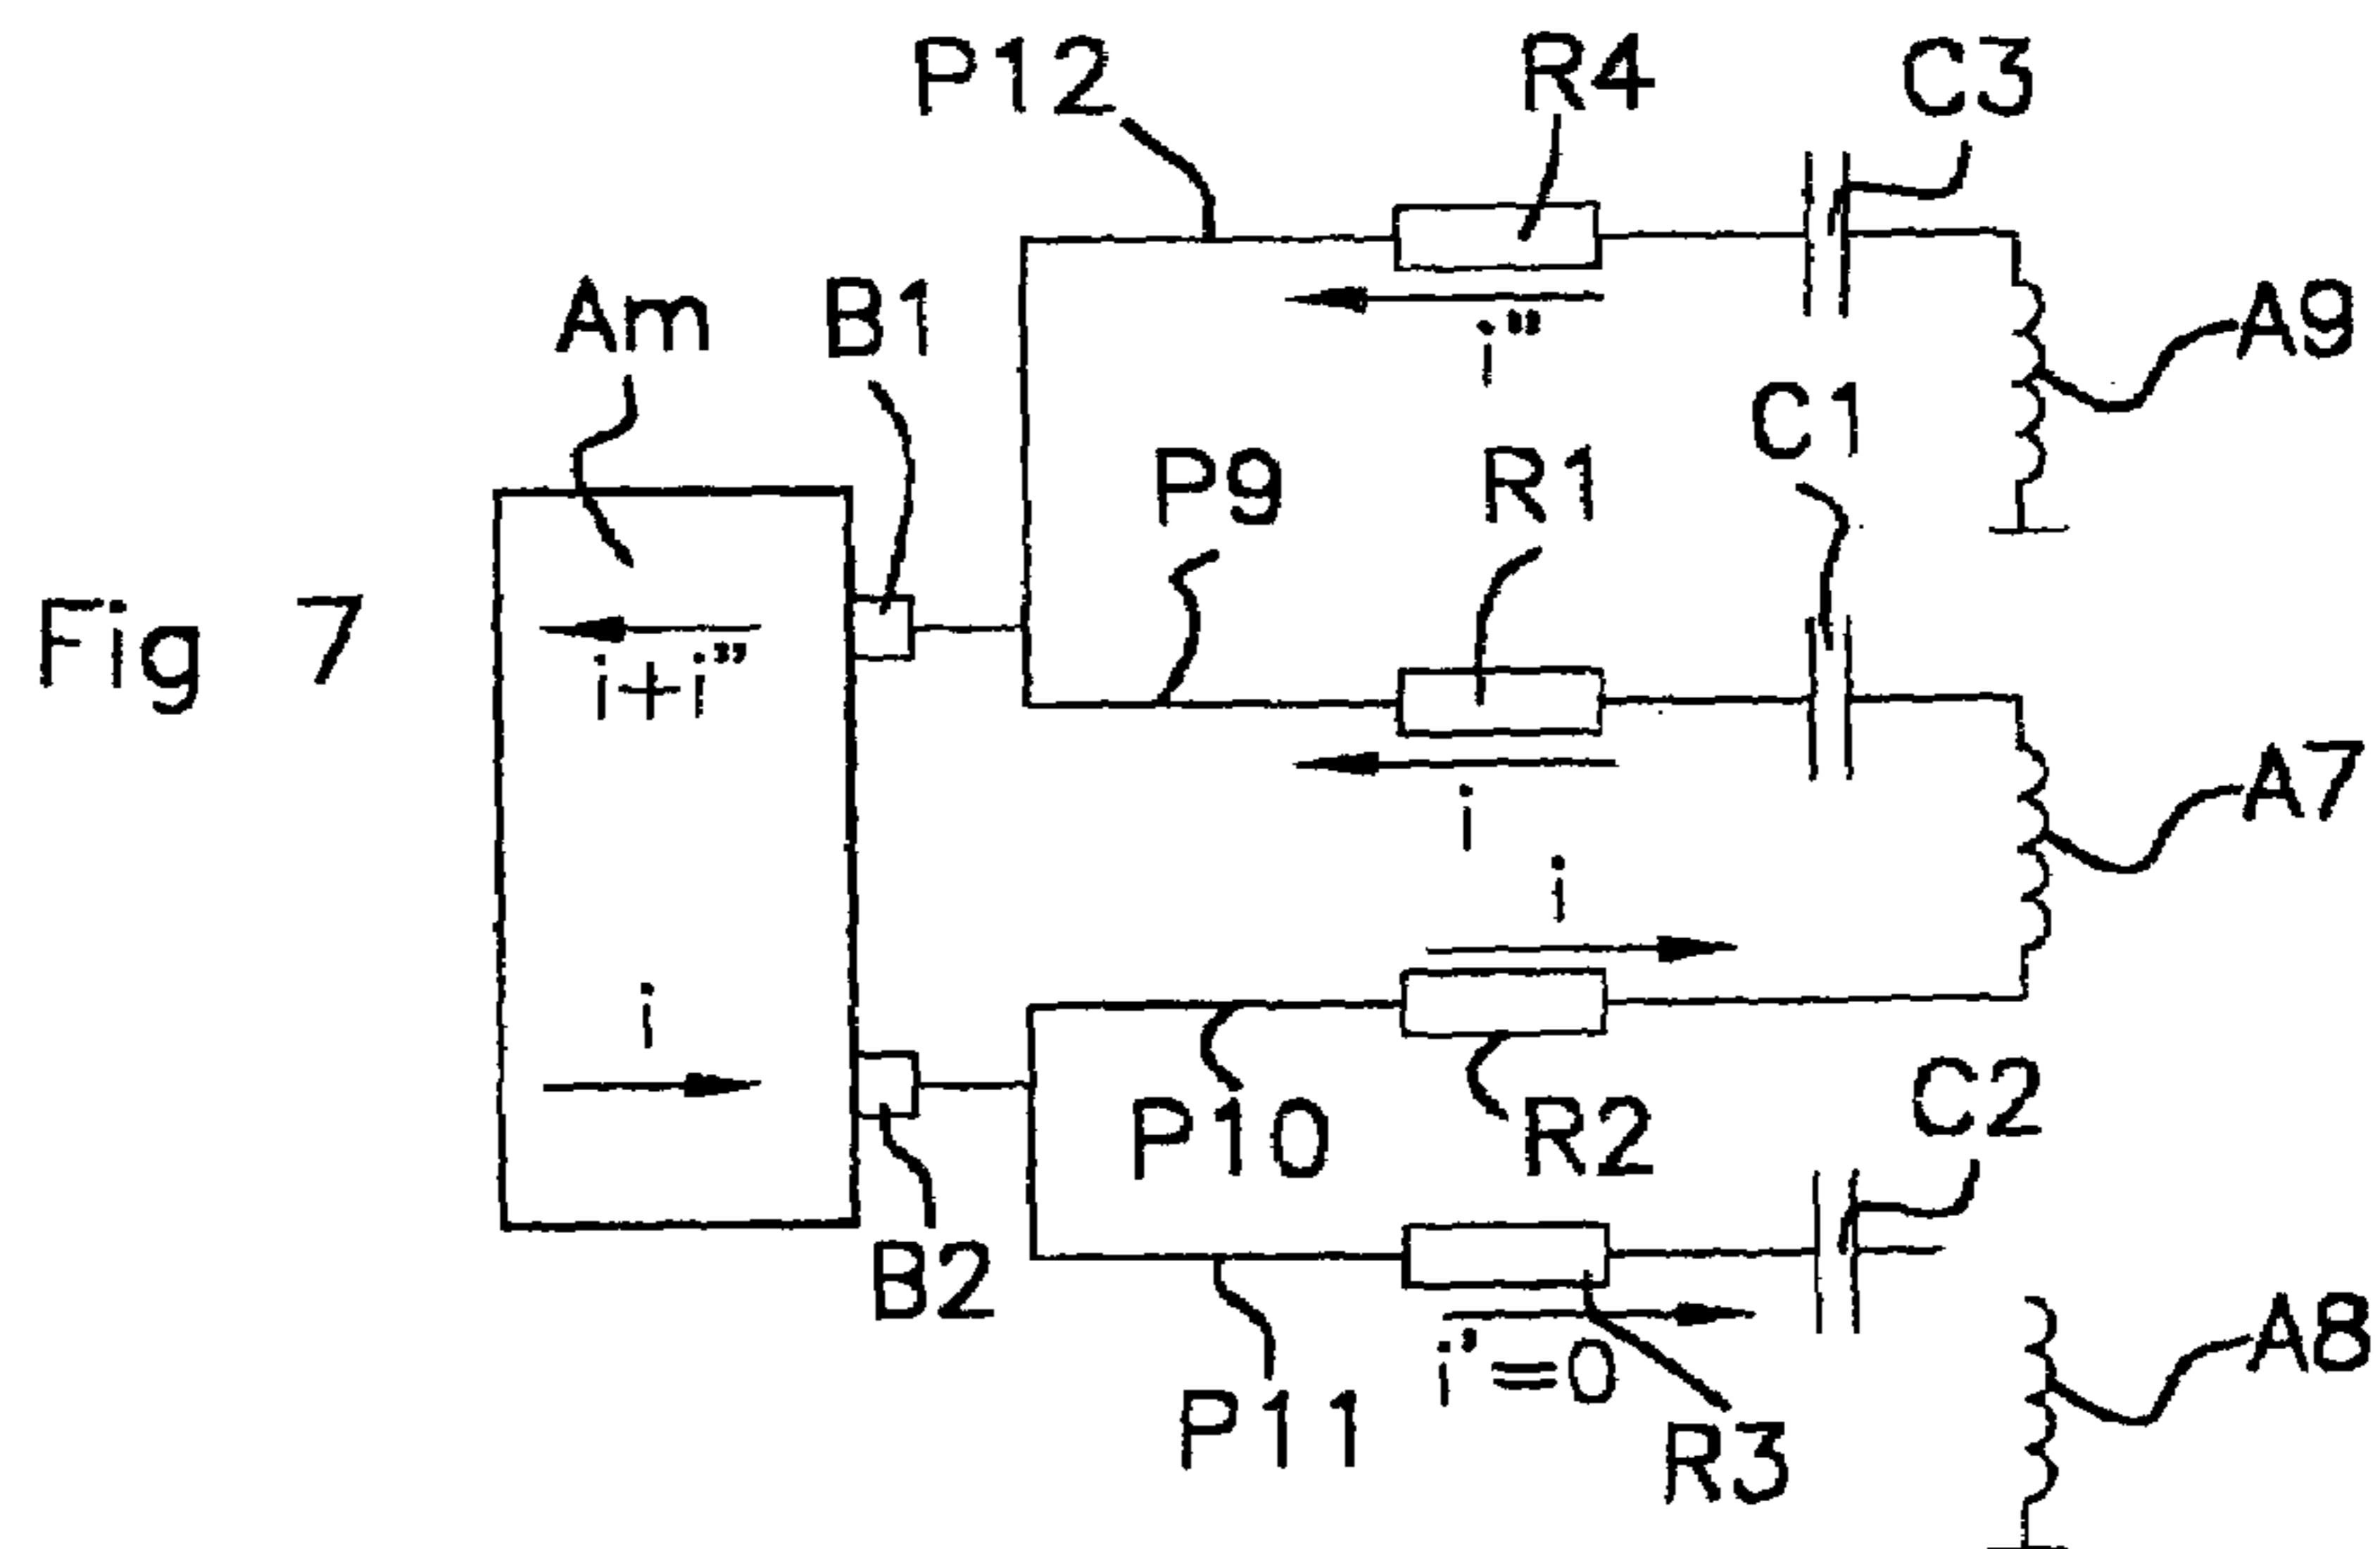 P12 R4 C3
Am B1 A9
i"
C1
P9 R1
Fig 7
i+i"
A7
i
i
i
P10 R2 C2
B2
A8
i'=0
P11 R3